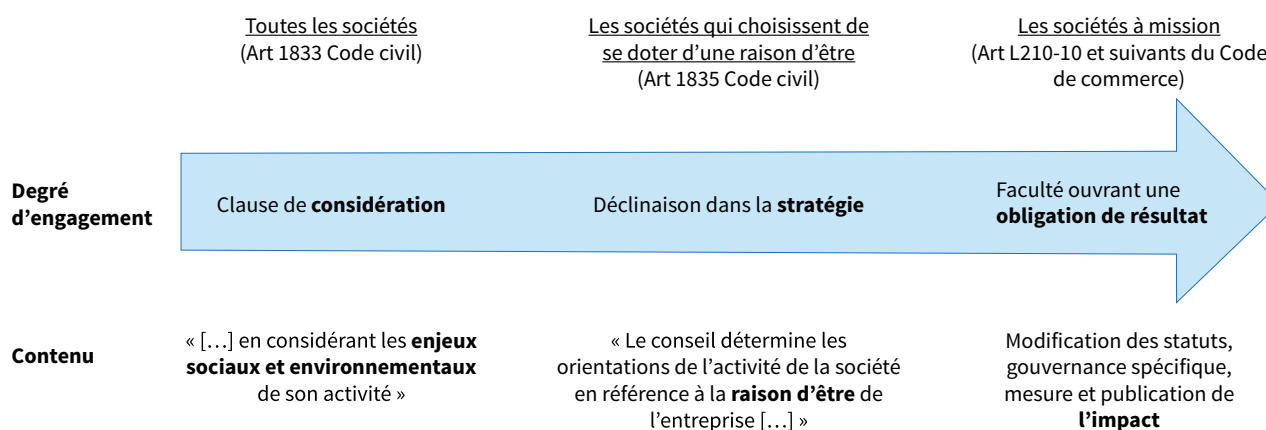 Toutes les sociétés
(Art 1833 Code civil)
Les sociétés qui choisissent de
se doter d’une raison d’être
(Art 1835 Code civil)
Les sociétés à mission
(Art L210-10 et suivants du Code
de commerce)
Degré
d’engagement
Clause de considération
Déclinaison dans la stratégie
Faculté ouvrant une
obligation de résultat
Contenu
« […] en considérant les enjeux
sociaux et environnementaux
de son activité »
« Le conseil détermine les
orientations de l’activité de la société
en référence à la raison d’être de
l’entreprise […] »
Modification des statuts,
gouvernance spécifique,
mesure et publication de
l’impact